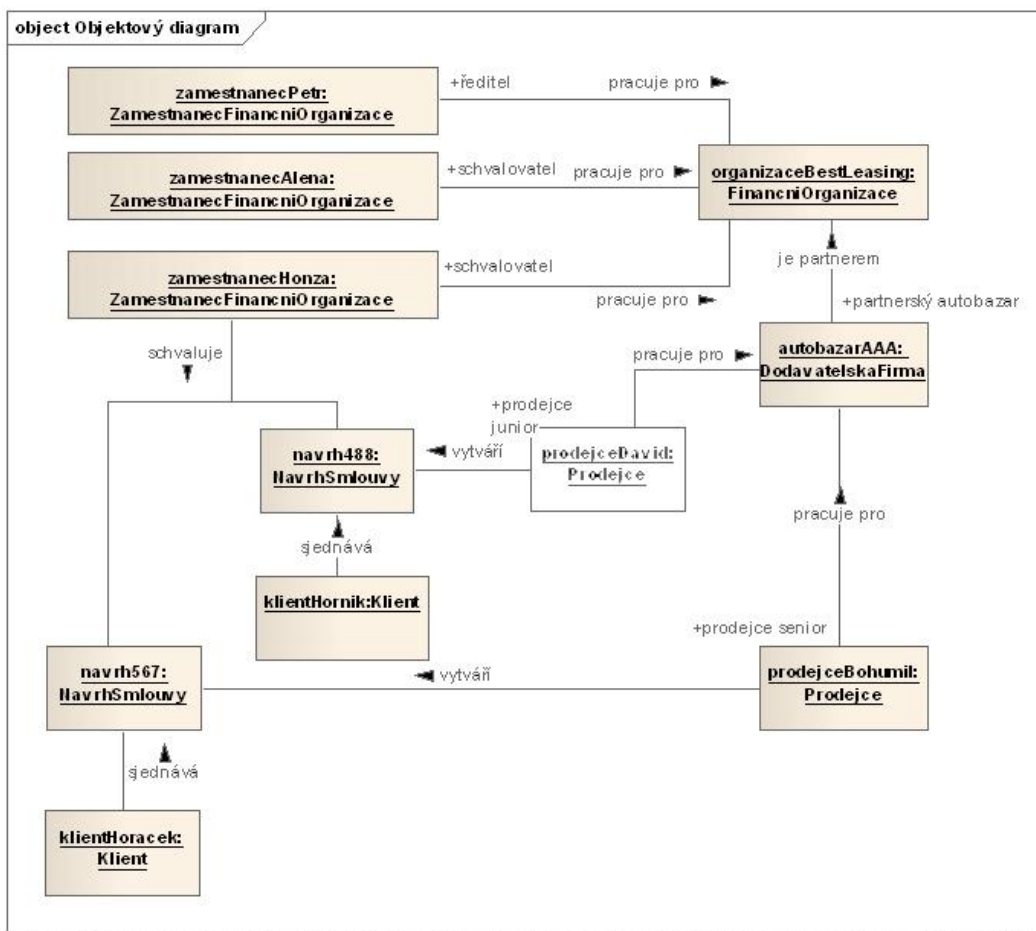 object Objektový diagram
zamestnanecPetr:
ZamestnanecFinancniOrganizace
+ředitel
pracuje pro
zamestnanecAlena:
ZamestnanecFinancniOrganizace
+schvalovatel
pracuje pro
organizaceBestLeasing:
FinancniOrganizace
zamestnanecHonza:
ZamestnanecFinancniOrganizace
+schvalovatel
pracuje pro
je partnerem
+partnerský autobazar
schvaluje
pracuje pro
autobazarAAA:
DodavatelskaFirma
+prodejce
junior
navrh488:
NavrhSmlouvy
vytváří
prodejceDavid:
Prodejce
pracuje pro
sjednává
klientHornik:Klient
+prodejce senior
navrh567:
NavrhSmlouvy
vytváří
prodejceBohumil:
Prodejce
sjednává
klientHoracek:
Klient